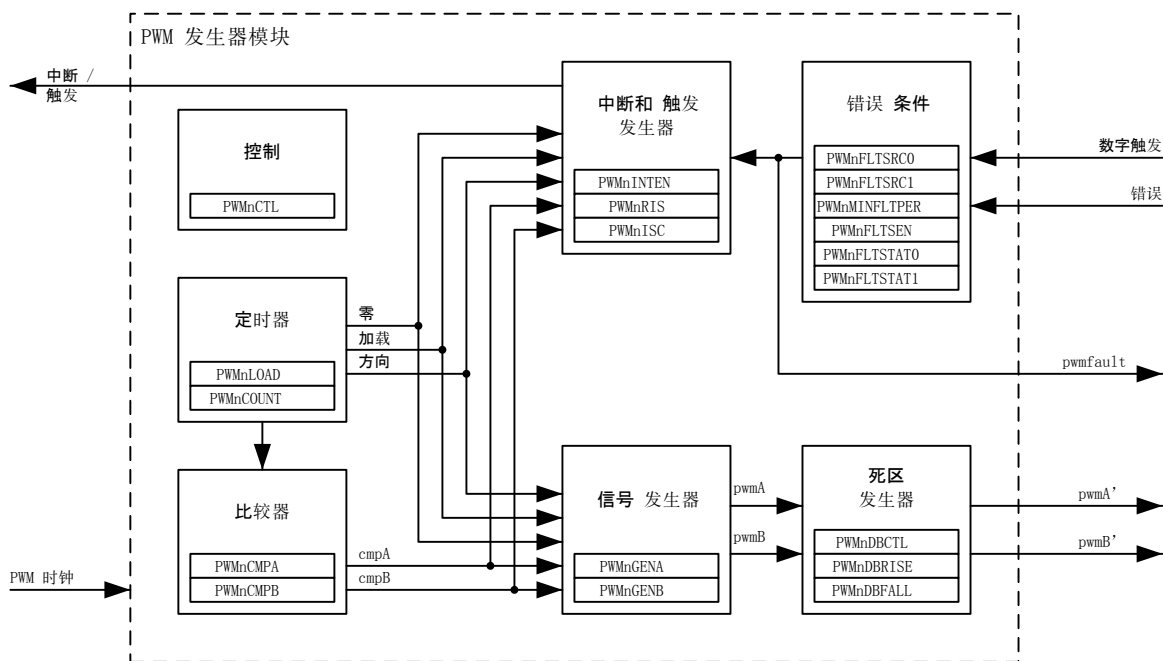 PWM 发生器模块
中断 /
触发
控制
PWMnCTL
中断和 触发
发生器
PWMnINTEN
PWMnRIS
PWMnISC
错误 条件
PWMnFLTSRC0
PWMnFLTSRC1
PWMnMINFLTPER
PWMnFLTSEN
PWMnFLTSTAT0
PWMnFLTSTAT1
数字触发
错误
定时器
PWMnLOAD
PWMnCOUNT
零
加载
方向
pwmfault
比较器
PWMnCMPA
PWMnCMPB
cmpA
cmpB
信号 发生器
PWMnGENA
PWMnGENB
pwmA
pwmB
死区
发生器
PWMnDBCTL
PWMnDBRISE
PWMnDBFALL
pwmA’
pwmB’
PWM 时钟